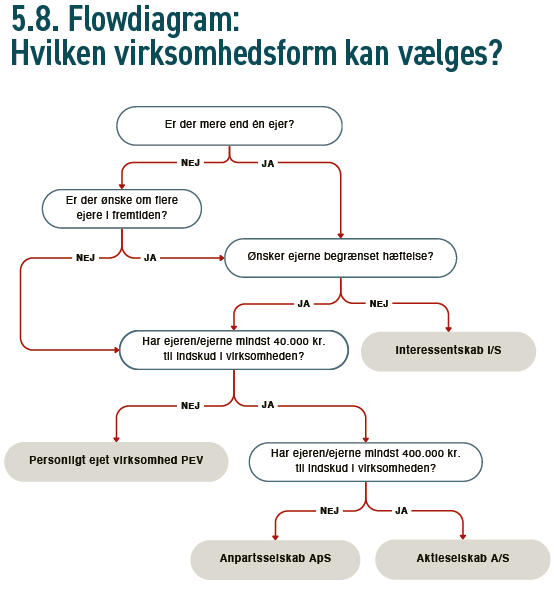 5.8. Flowdiagram:
Hvilken virksomhedsform kan vælges?
Er der mere end én ejer?
NEJ
JA
Er der ønske om flere
ejere i fremtiden?
NEJ
JA
Ønsker ejerne begrænset hæftelse?
JA
NEJ
Har ejeren/ejerne mindst 40.000 kr.
til indskud i virksomheden?
Interessentskab I/S
NEJ
JA
Personligt ejet virksomhed PEV
Har ejeren/ejerne mindst 400.000 kr.
til indskud i virksomheden?
NEJ
JA
Anpartsselskab ApS
Aktieselskab A/S